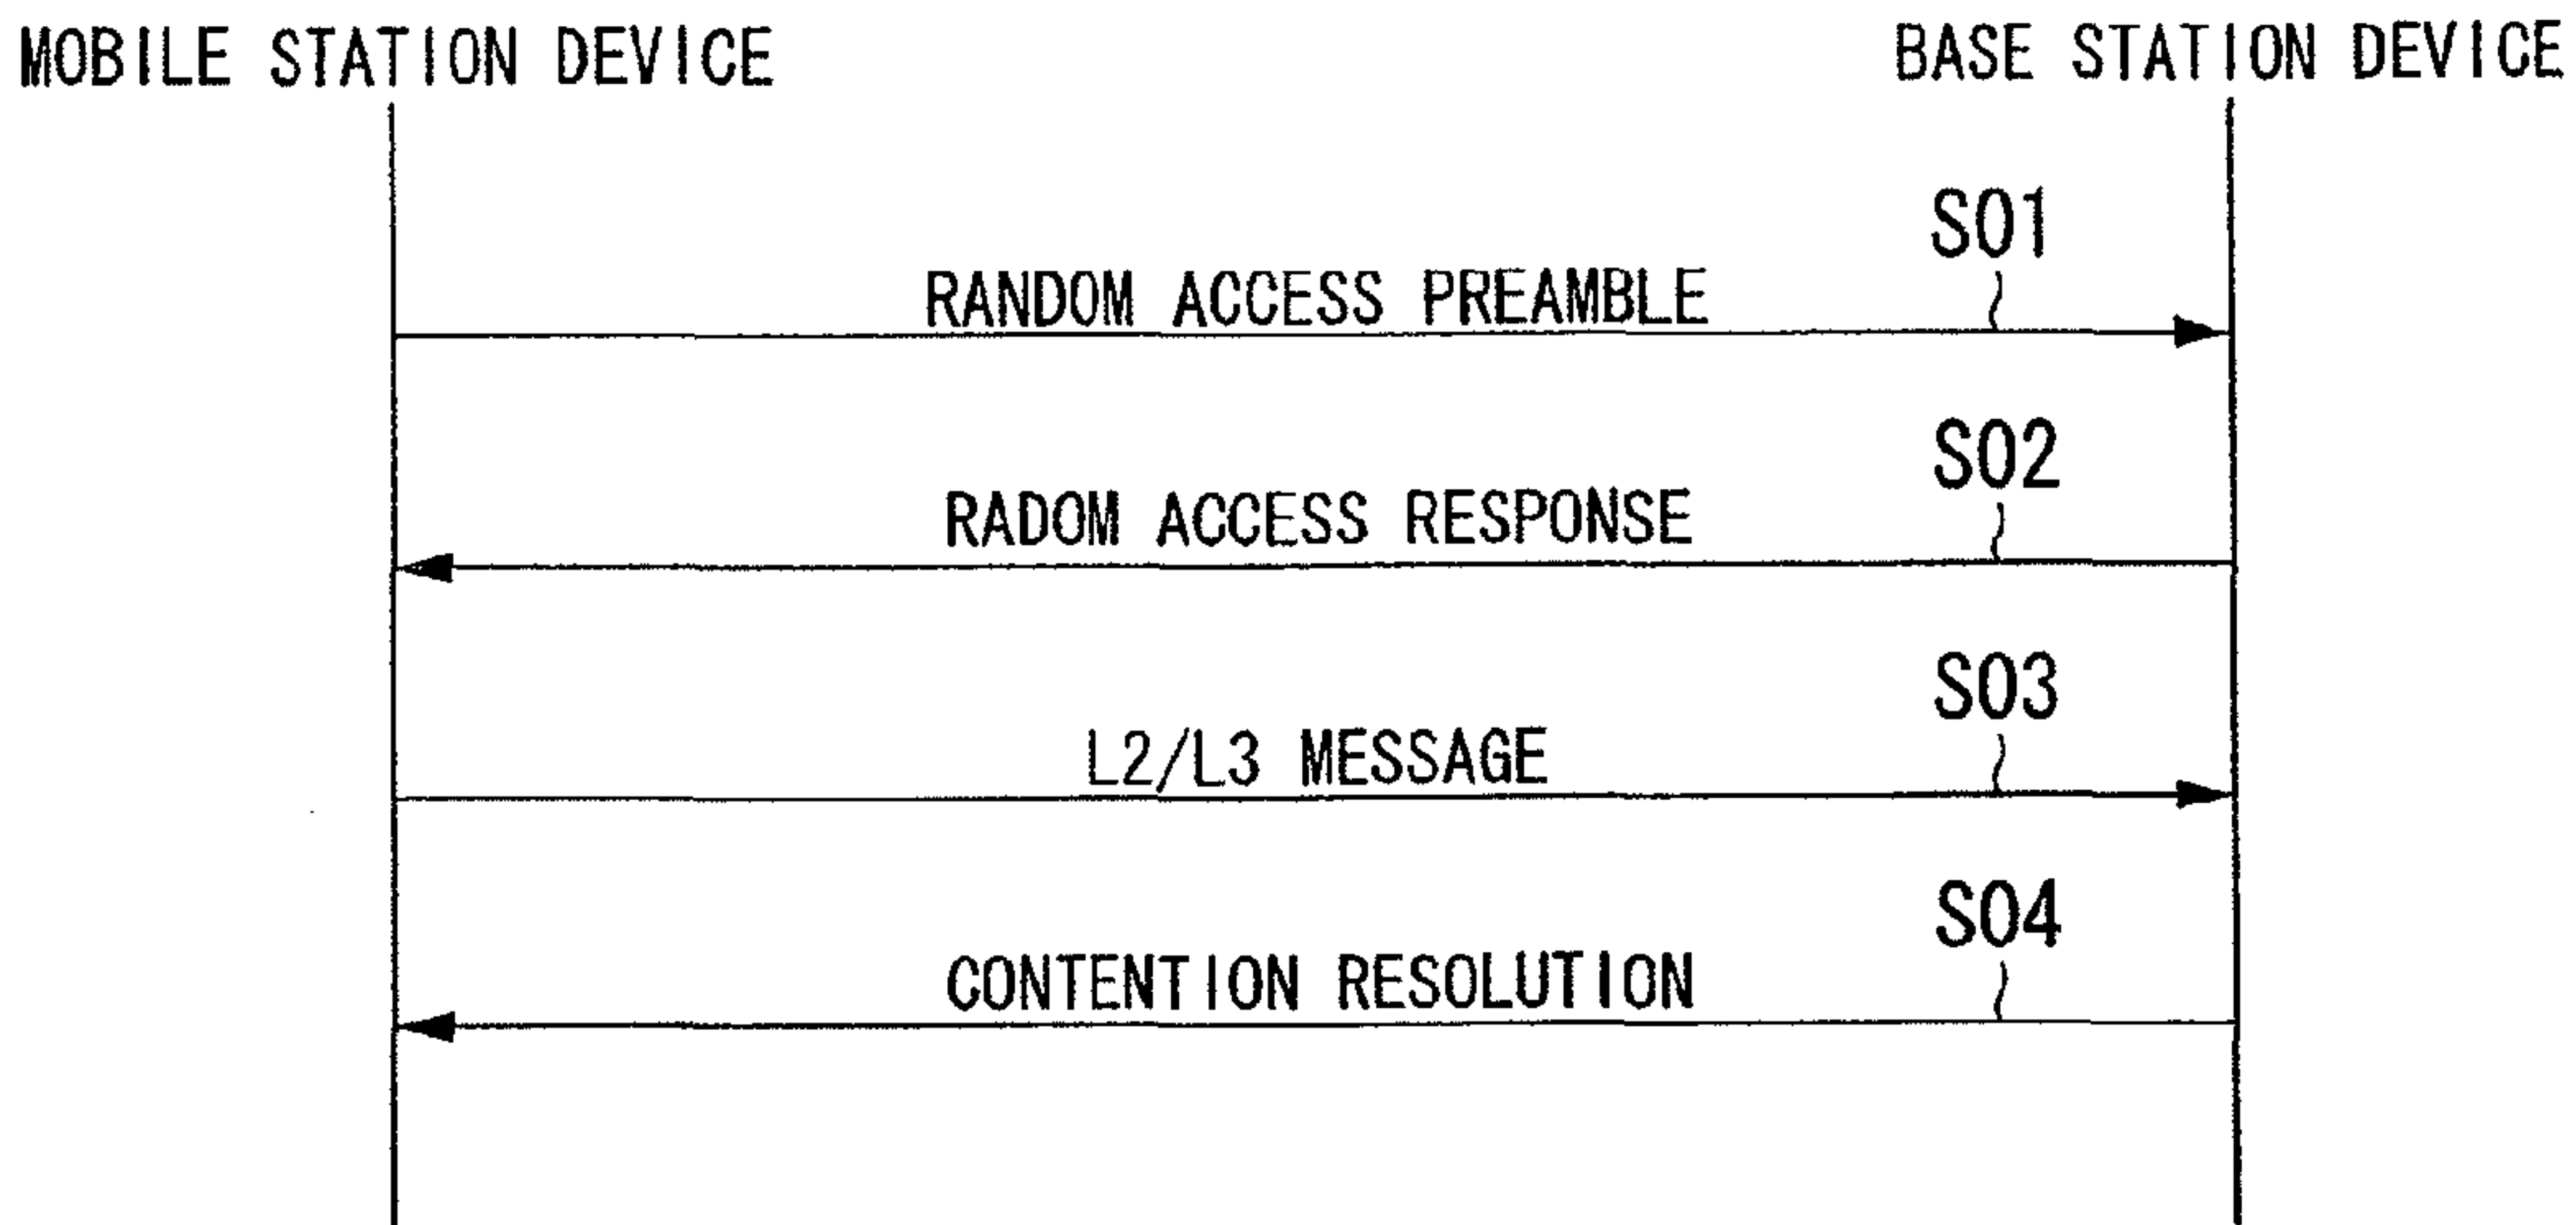 MOBILE STATION DEVICE
BASE STATION DEVICE
S01
RANDOM ACCESS PREAMBLE
S02
RADOM ACCESS RESPONSE
S03
L2/L3 MESSAGE
S04
CONTENTION RESOLUTION